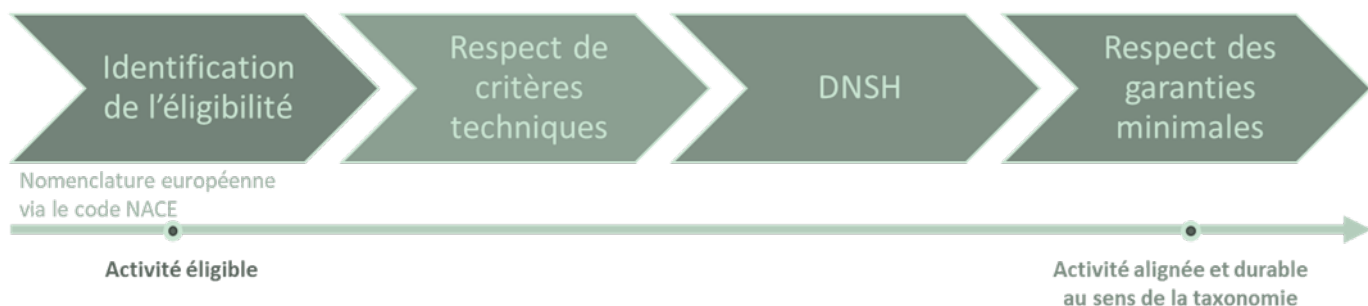 Identification
de l'éligibilité
Respect de
critères
techniques
DNSH
Respect des
garanties
minimales
Nomenclature européenne
via le code NACE
Activité éligible
Activité alignée et durable
au sens de la taxonomie